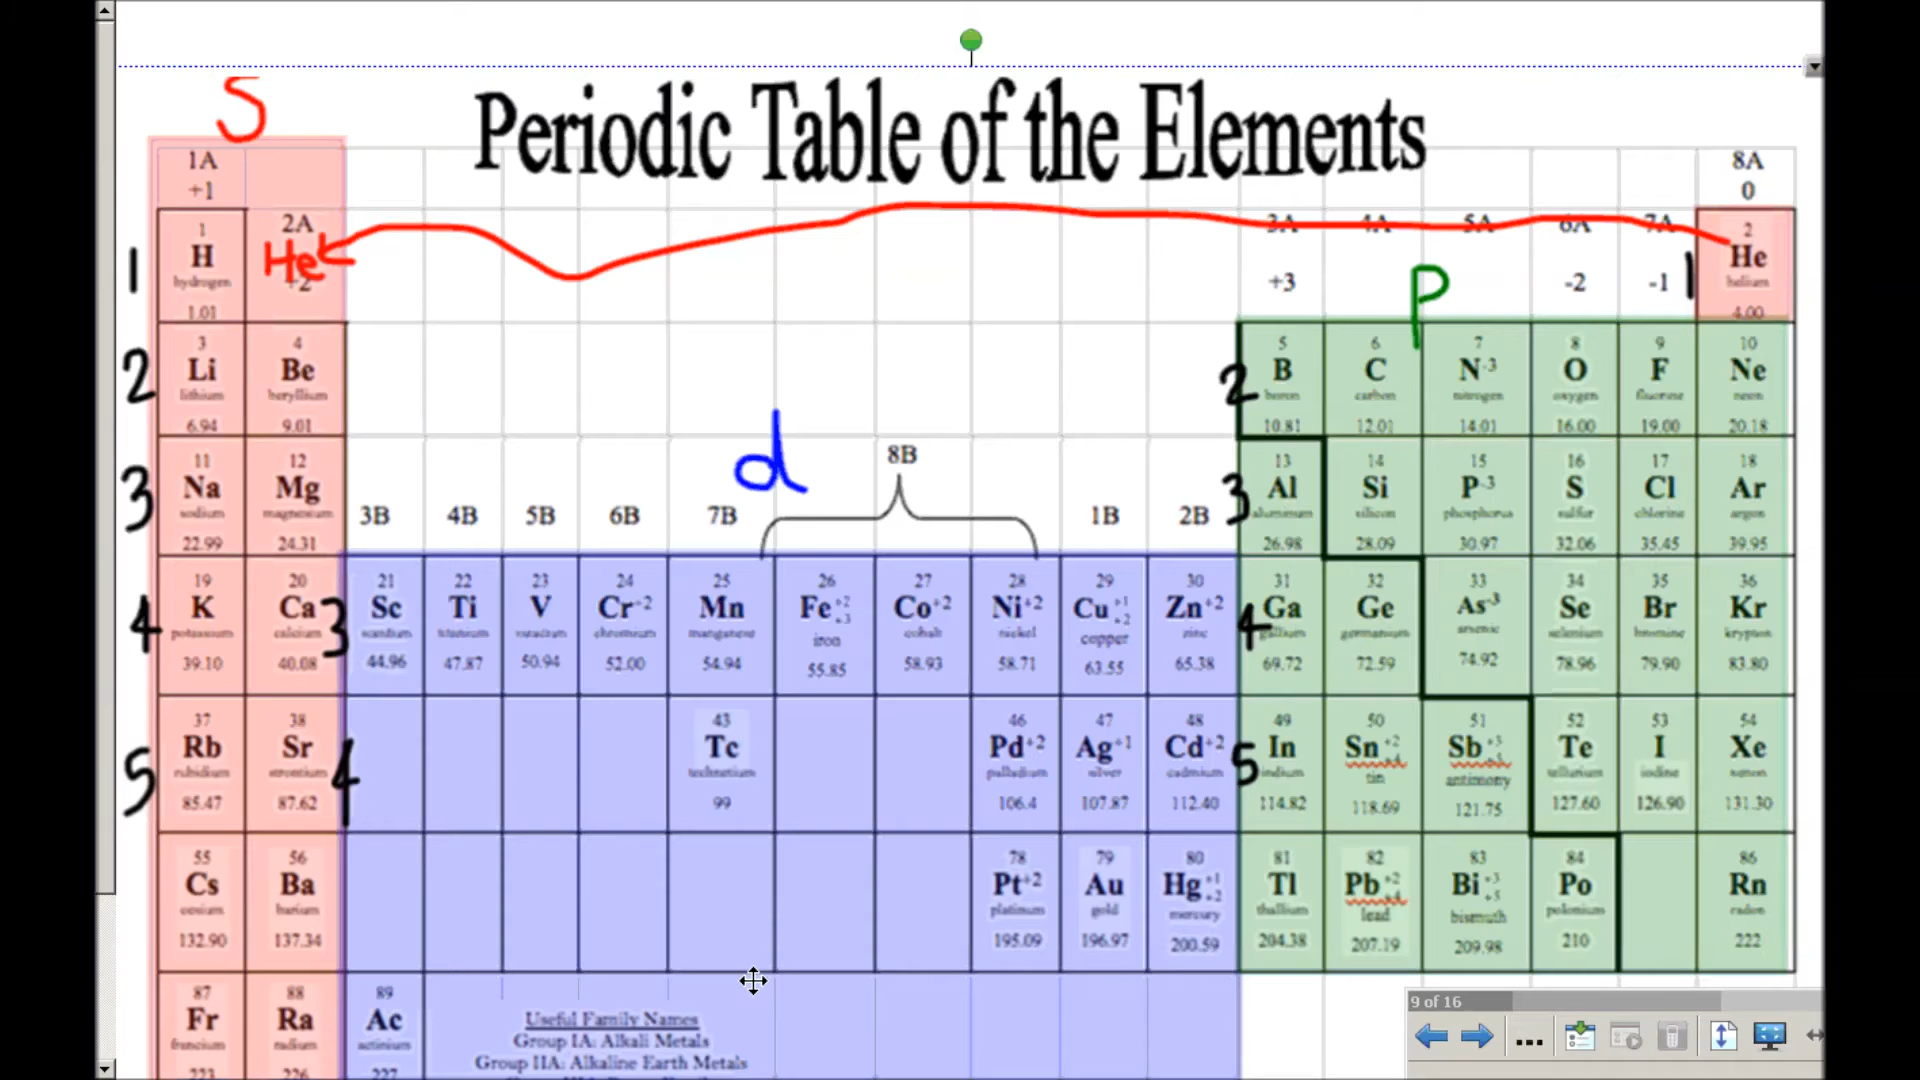 S
Periodic Table of the Elements
1A 8A
+1 0
2A 3A 4A 5A 6A 7A
He +2 +3 P -2 -1
1 1
1 2
H He
hydrogen helium
1.01 4.00
3 4 5 6 7 8 9 10
2 Li Be 2 B C N-3 O F Ne
lithium beryllium boron carbon nitrogen oxygen fluorine neon
6.94 9.01 10.81 12.01 14.01 16.00 19.00 20.18
d 8B
11 12 13 14 15 16 17 18
3 Na Mg 3 Al Si P-3 S Cl Ar
sodium magnesium 3B 4B 5B 6B 7B 1B 2B aluminum silicon phosphorus sulfur chlorine argon
22.99 24.31 26.98 28.09 30.97 32.06 35.45 39.95
19 20 21 22 23 24 25 26 27 28 29 30 31 32 33 34 35 36
4 K Ca 3 Sc Ti V Cr+2 Mn Fe+2 +3 Co+2 Ni+2 Cu+1 +2 Zn+2 4 Ga Ge As-3 Se Br Kr
potassium calcium scandium titanium vanadium chromium manganese iron cobalt nickel copper zinc gallium germanium arsenic selenium bromine krypton
39.10 40.08 44.96 47.87 50.94 52.00 54.94 55.85 58.93 58.71 63.55 65.38 69.72 72.59 74.92 78.96 79.90 83.80
37 38 43 46 47 48 49 50 51 52 53 54
5 Rb Sr 4 Tc Pd+2 Ag+1 Cd+2 5 In Sn+2 +4 Sb+3 +5 Te I Xe
rubidium strontium technetium palladium silver cadmium indium tin antimony tellurium iodine xenon
85.47 87.62 99 106.4 107.87 112.40 114.82 118.69 121.75 127.60 126.90 131.30
55 56 78 79 80 81 82 83 84 86
Cs Ba Pt+2 Au Hg+1 +2 Tl Pb+2 +4 Bi+3 +5 Po Rn
cesium barium platinum gold mercury thallium lead bismuth polonium radon
132.90 137.34 195.09 196.97 200.59 204.38 207.19 209.98 210 222
87 88 89
Fr Ra Ac
francium radium actinium
223 226 227
Useful Family Names
Group IA: Alkali Metals
Group IIA: Alkaline Earth Metals
9 of 16